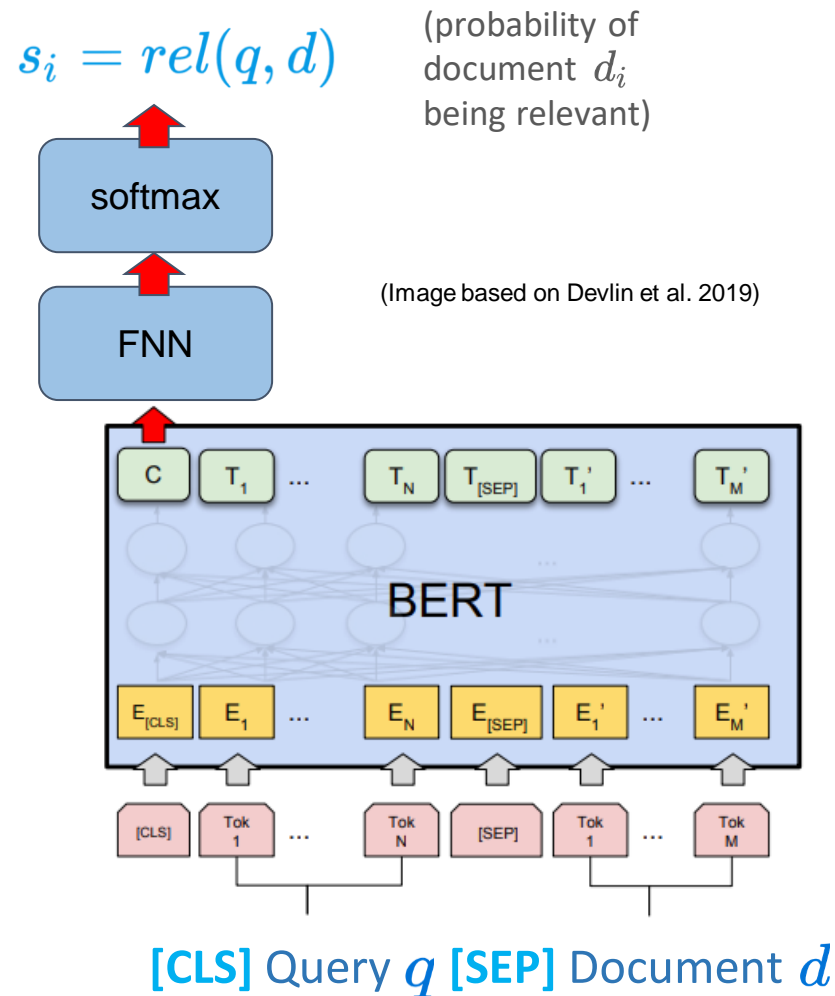 s_i = rel(q, d)
(probability of
document d_i
being relevant)
softmax
(Image based on Devlin et al. 2019)
FNN
C T_1 ... T_N T_[SEP] T_1' ... T_M'
...
BERT
...
E_[CLS] E_1 ... E_N E_[SEP] E_1' ... E_M'
[CLS] Tok 1 ... Tok N [SEP] Tok 1 ... Tok M
[CLS] Query q [SEP] Document d